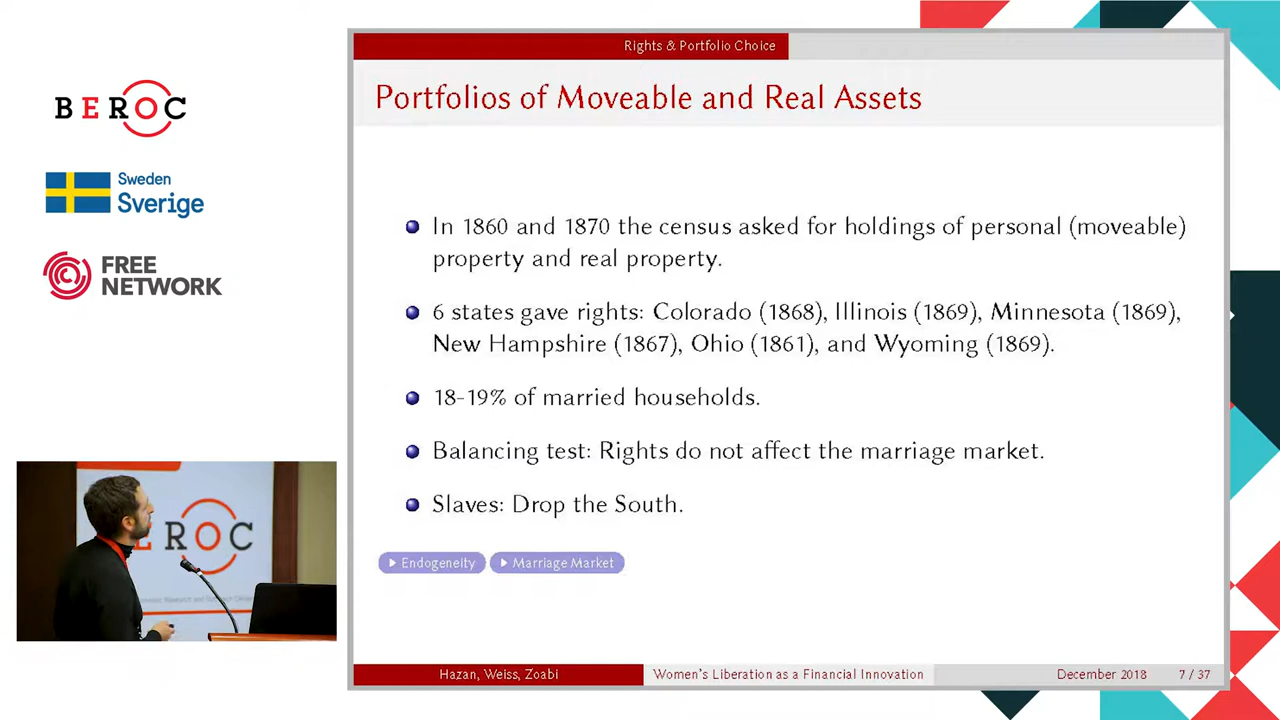 BEROC
Sweden
Sverige
FREE
NETWORK
Rights & Portfolio Choice
Portfolios of Moveable and Real Assets
In 1860 and 1870 the census asked for holdings of personal (moveable)
property and real property.
6 states gave rights: Colorado (1868), Illinois (1869), Minnesota (1869),
New Hampshire (1867), Ohio (1861), and Wyoming (1869).
18-19% of married households.
Balancing test: Rights do not affect the marriage market.
Slaves: Drop the South.
Endogeneity
Marriage Market
Hazan, Weiss, Zoabi
Women's Liberation as a Financial Innovation
December 2018
7 / 37
EROC